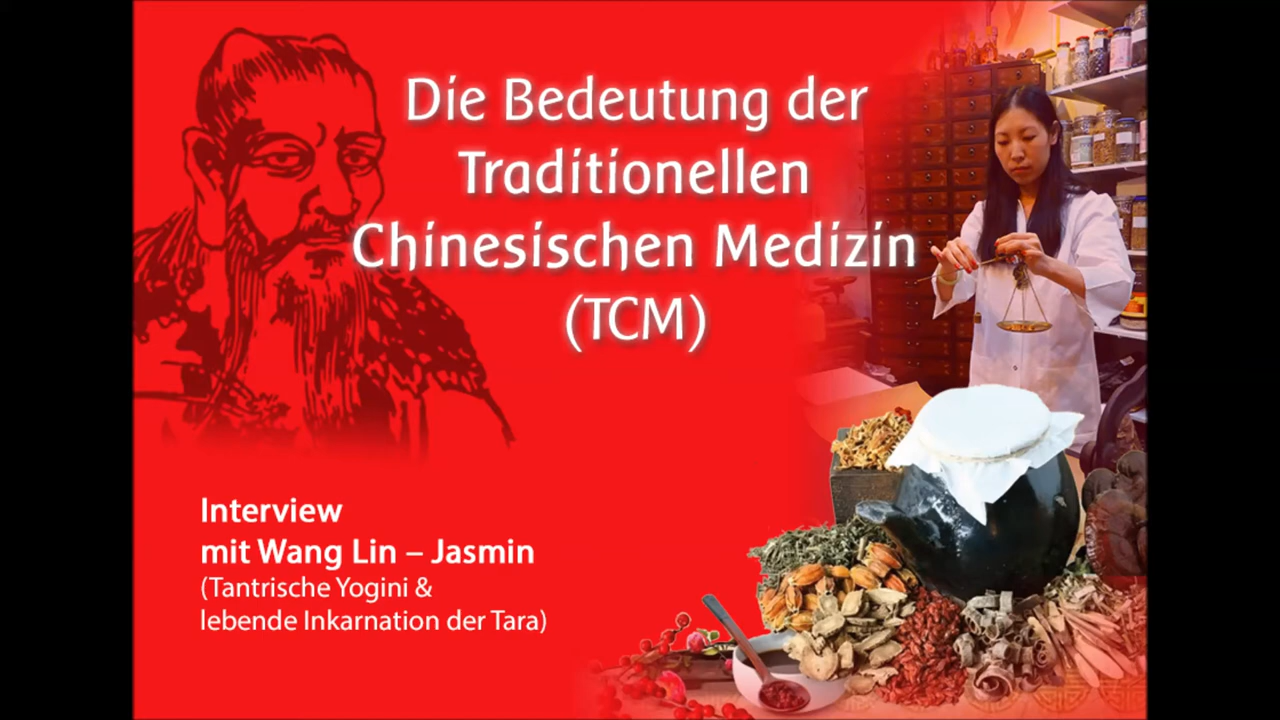 Die Bedeutung der
Traditionellen
Chinesischen Medizin
(TCM)
Interview
mit Wang Lin – Jasmin
(Tantrische Yogini &
lebende Inkarnation der Tara)